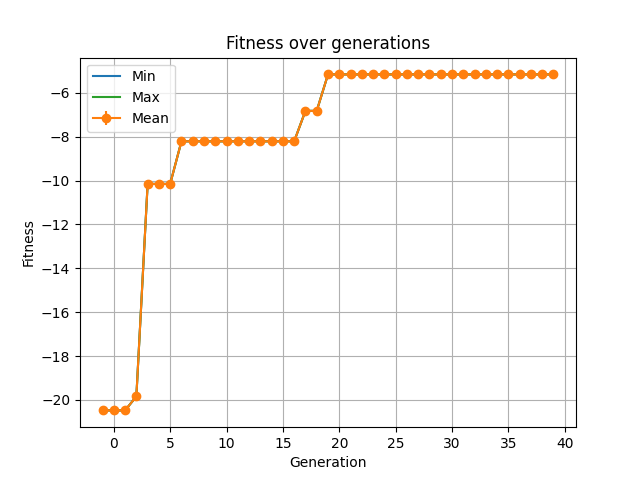 Fitness over generations
Min
Max
Mean
−6
−8
−10
−12
−14
−16
−18
−20
Fitness
0 5 10 15 20 25 30 35 40
Generation